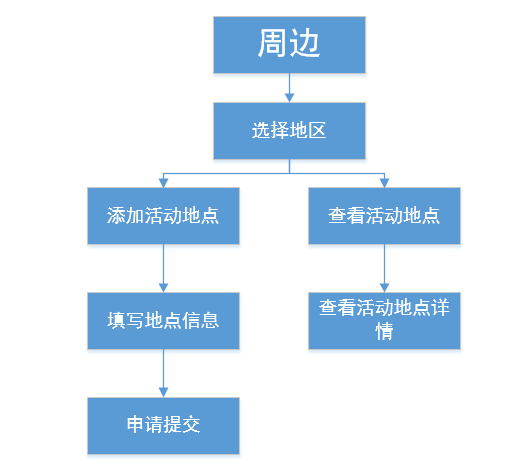 周边
选择地区
添加活动地点
查看活动地点
填写地点信息
查看活动地点详
情
申请提交